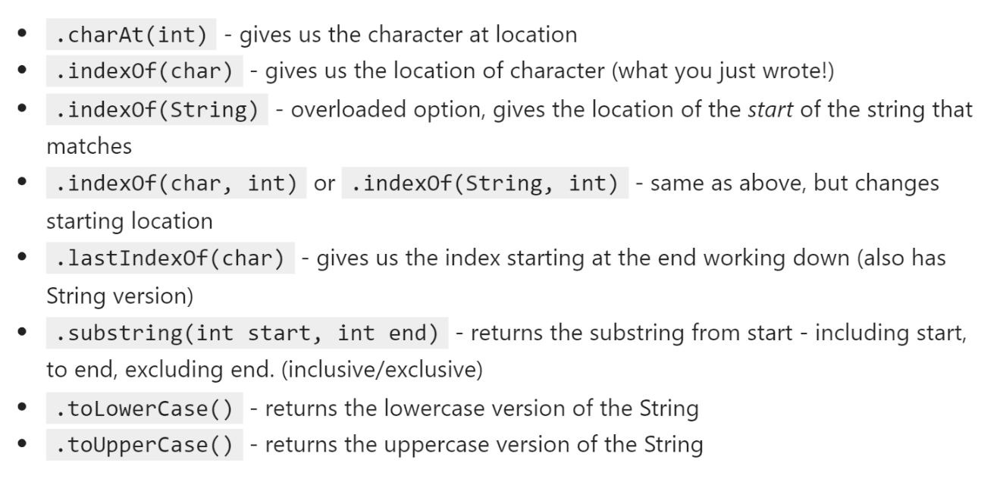 • .charAt(int) - gives us the character at location
• .indexOf(char) - gives us the location of character (what you just wrote!)
• .indexOf(String) - overloaded option, gives the location of the start of the string that
matches
• .indexOf(char, int) or .indexOf(String, int) - same as above, but changes
starting location
• .lastIndexOf(char) - gives us the index starting at the end working down (also has
String version)
• .substring(int start, int end) - returns the substring from start - including start,
to end, excluding end. (inclusive/exclusive)
• .toLowerCase() - returns the lowercase version of the String
• .toUpperCase() - returns the uppercase version of the String